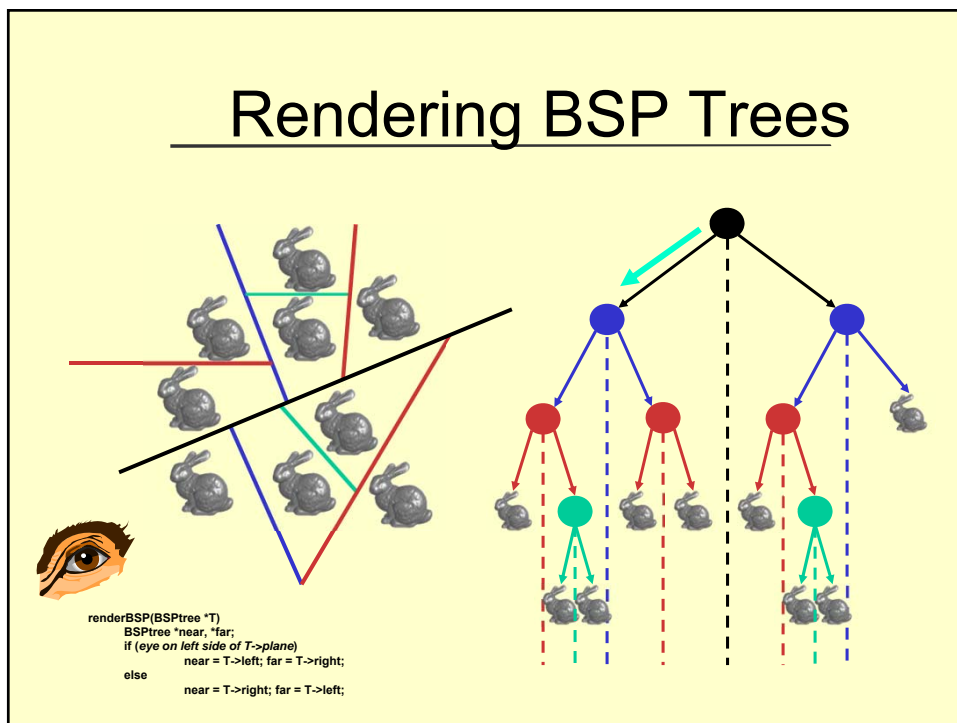 Rendering BSP Trees
renderBSP(BSPtree *T)
BSPtree *near, *far;
if (eye on left side of T->plane)
near = T->left; far = T->right;
else
near = T->right; far = T->left;